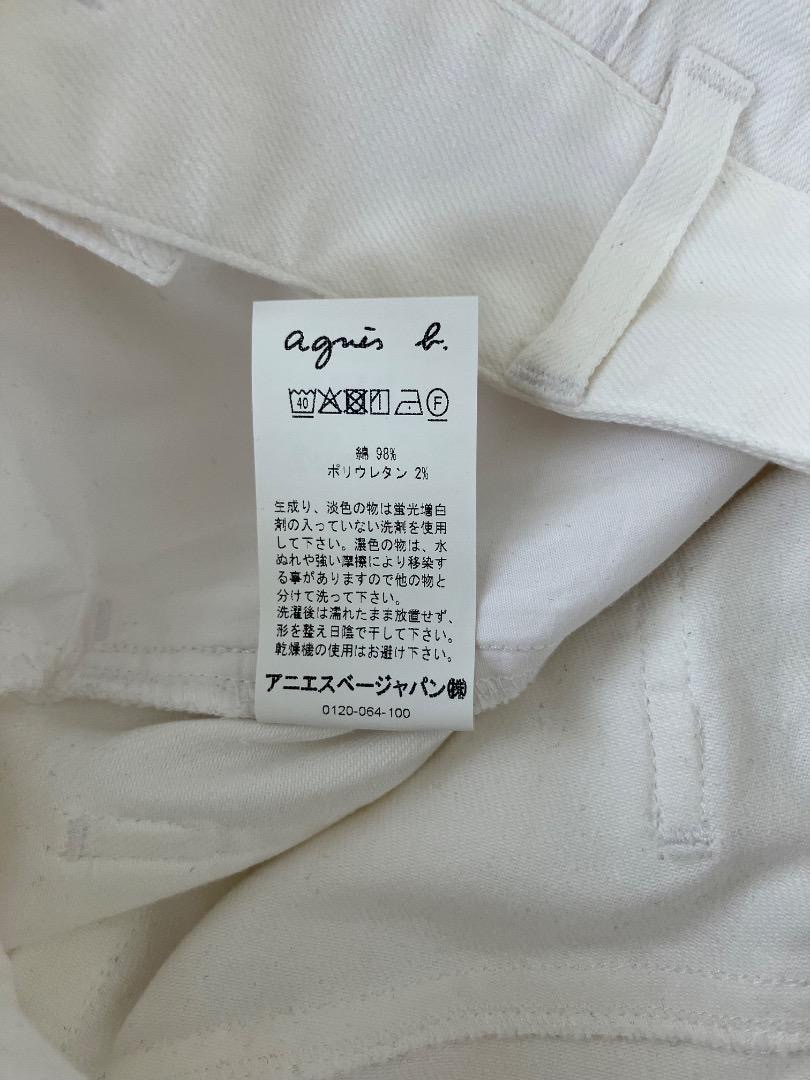 agnès b.
40 F
綿 98%
ポリウレタン 2%
生成り、淡色の物は蛍光増白
剤の入っていない洗剤を使用
して下さい。濃色の物は、水
ぬれや強い摩擦により移染す
る事がありますので他の物と
分けて洗って下さい。
洗濯後は濡れたまま放置せず、
形を整え日陰で干して下さい。
乾燥機の使用はお避け下さい。
アニエスベージャパン㈱
0120-064-100